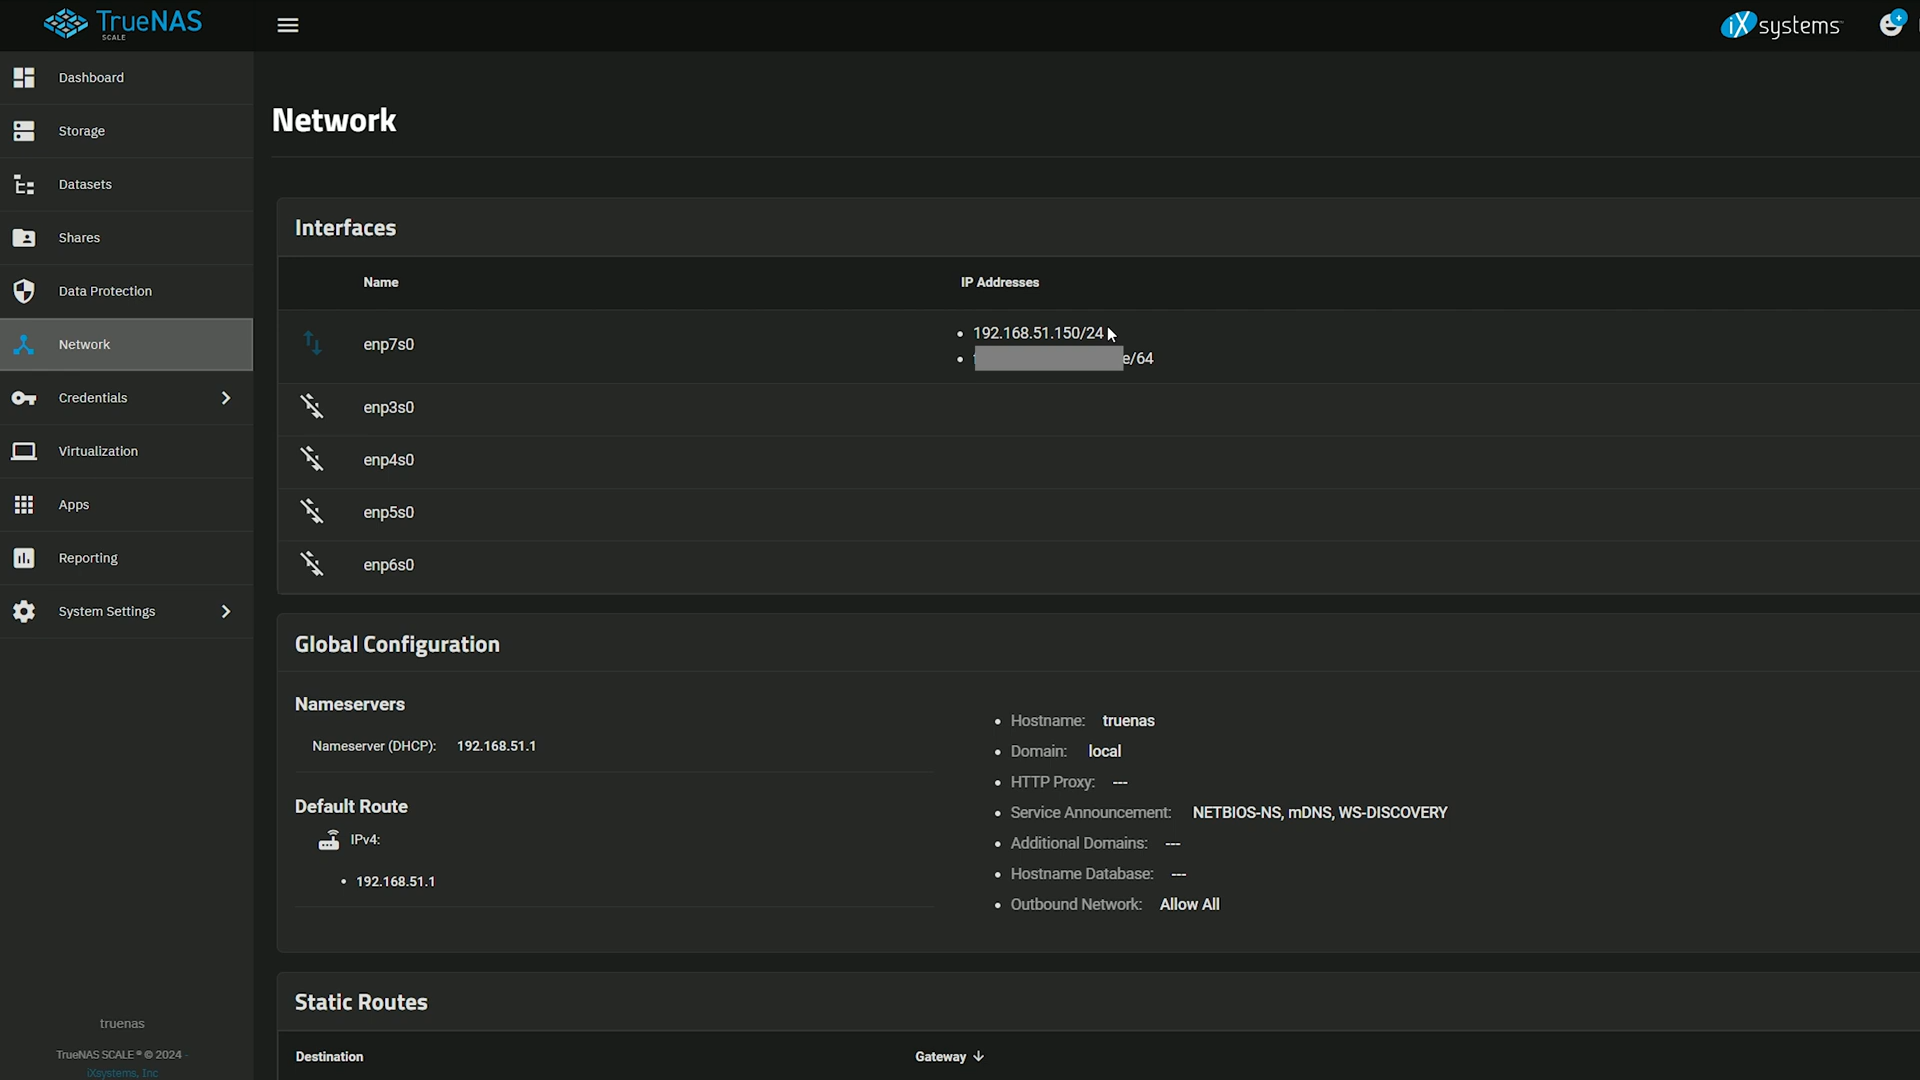 TrueNAS
SCALE
iXsystems
Dashboard
Storage
Datasets
Shares
Data Protection
Network
Credentials
Virtualization
Apps
Reporting
System Settings
truenas
TrueNAS SCALE ® © 2024 -
iXsystems, Inc
Network
Interfaces
Name IP Addresses
enp7s0
192.168.51.150/24
e/64
enp3s0
enp4s0
enp5s0
enp6s0
Global Configuration
Nameservers
Nameserver (DHCP): 192.168.51.1
Default Route
IPv4:
192.168.51.1
Hostname: truenas
Domain: local
HTTP Proxy: ---
Service Announcement: NETBIOS-NS, mDNS, WS-DISCOVERY
Additional Domains: ---
Hostname Database: ---
Outbound Network: Allow All
Static Routes
Destination Gateway